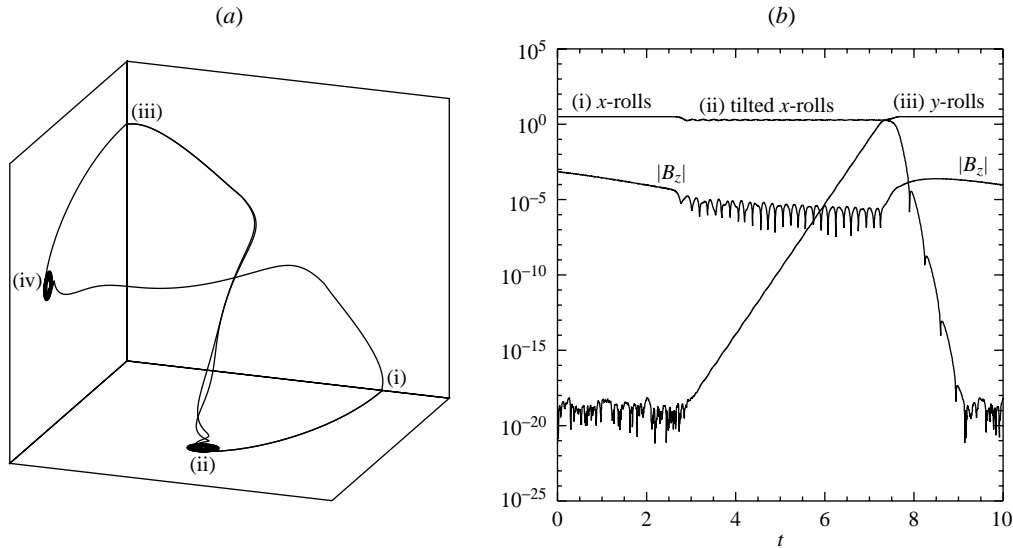 (a)
(iii)
(iv)
(i)
(ii)
(b)
10^5
10^0
10^-5
10^-10
10^-15
10^-20
10^-25
(i) x-rolls
(ii) tilted x-rolls
(iii) y-rolls
|B_z|
|B_z|
0
2
4
6
8
10
t